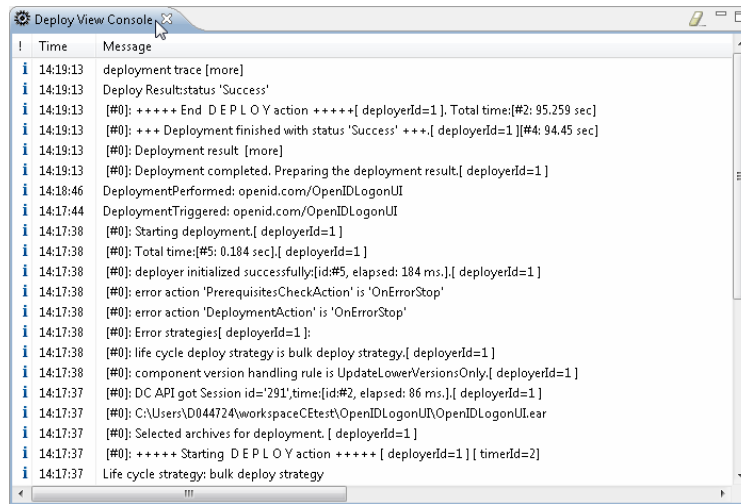 Deploy View Console
! Time Message
i 14:19:13 deployment trace [more]
i 14:19:13 Deploy Result:status 'Success'
i 14:19:13 [#0]: +++++ End D E P L O Y action +++++[ deployerId=1 ]. Total time:[#2: 95.259 sec]
i 14:19:13 [#0]: +++ Deployment finished with status 'Success' +++.[ deployerId=1 ][#4: 94.45 sec]
i 14:19:13 [#0]: Deployment result [more]
i 14:19:13 [#0]: Deployment completed. Preparing the deployment result.[ deployerId=1 ]
i 14:18:46 DeploymentPerformed: openid.com/OpenIDLogonUI
i 14:17:44 DeploymentTriggered: openid.com/OpenIDLogonUI
i 14:17:38 [#0]: Starting deployment.[ deployerId=1 ]
i 14:17:38 [#0]: Total time:[#5: 0.184 sec].[ deployerId=1 ]
i 14:17:38 [#0]: deployer initialized successfully:[id:#5, elapsed: 184 ms.].[ deployerId=1 ]
i 14:17:38 [#0]: error action 'PrerequisitesCheckAction' is 'OnErrorStop'
i 14:17:38 [#0]: error action 'DeploymentAction' is 'OnErrorStop'
i 14:17:38 [#0]: Error strategies[ deployerId=1 ]:
i 14:17:38 [#0]: life cycle deploy strategy is bulk deploy strategy.[ deployerId=1 ]
i 14:17:38 [#0]: component version handling rule is UpdateLowerVersionsOnly.[ deployerId=1 ]
i 14:17:37 [#0]: DC API got Session id='291',time:[id:#2, elapsed: 86 ms.].[ deployerId=1 ]
i 14:17:37 [#0]: C:\Users\D044724\workspaceCEtest\OpenIDLogonUI\OpenIDLogonUI.ear
i 14:17:37 [#0]: Selected archives for deployment. [ deployerId=1 ]
i 14:17:37 [#0]: +++++ Starting D E P L O Y action +++++ [ deployerId=1 ] [ timerId=2]
i 14:17:37 Life cycle strategy: bulk deploy strategy